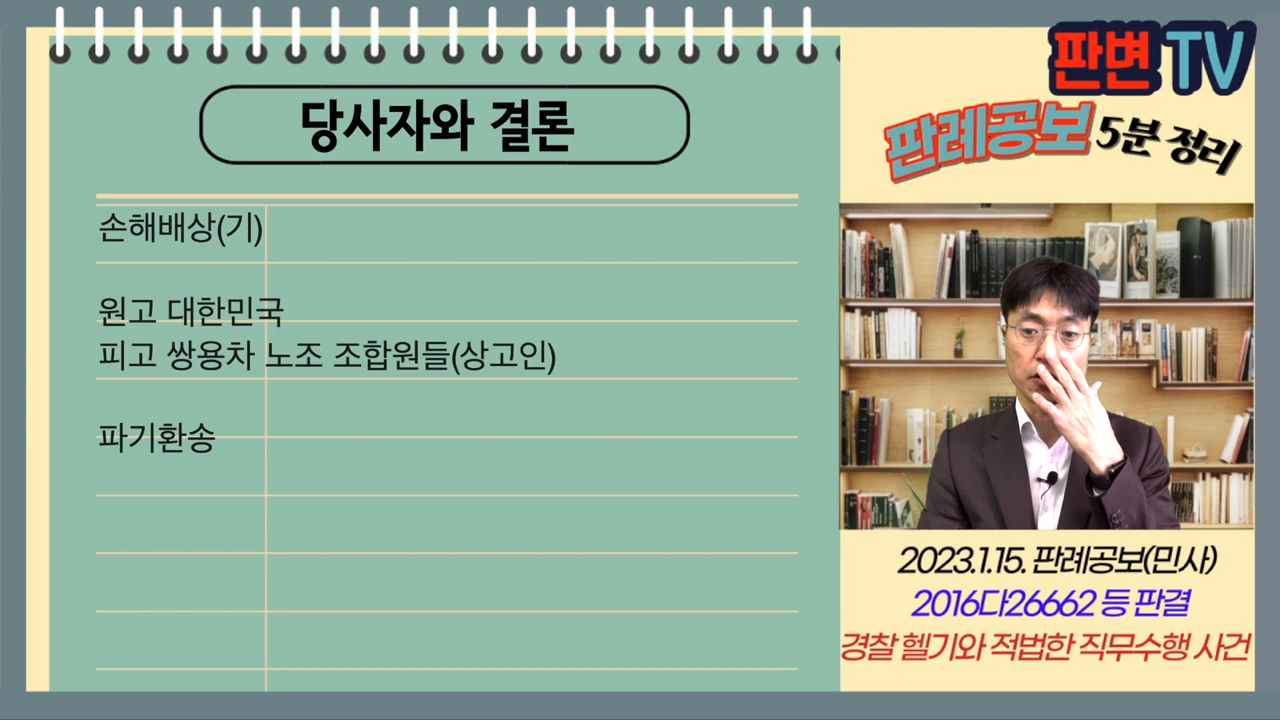 당사자와 결론
손해배상(기)
원고 대한민국
피고 쌍용차 노조 조합원들(상고인)
파기환송
판변 TV
판례공보 5분 정리
2023.1.15. 판례공보(민사)
2016다26662 등 판결
경찰 헬기와 적법한 직무수행 사건